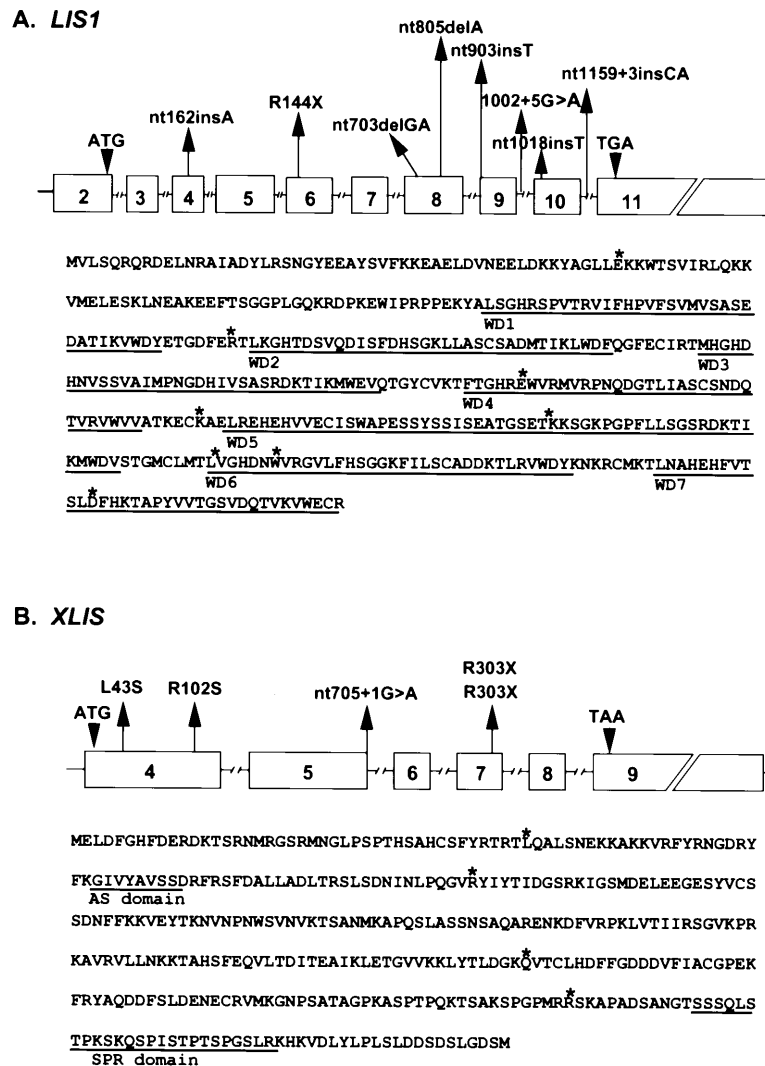 A. LIS1
nt805delA
nt903insT
nt1159+3insCA
R144X
1002+5G>A
nt162insA
nt703delGA
ATG
nt1018insT
TGA
2 3 4 5 6 7 8 9 10 11
*
MVLSQRQRDELNRAIADYLRSNGYEEAYSVFKKEAELDVNEELDKKYAGLLEKKWTSVIRLQKK
VMELESKLNEAKEEFTSGGPLGQKRDPKEWIPRPPEKYALSGHRSPVTRVIFHPVFSVMVSASE
WD1
*
DATIKVWDYETGDFERTLKGHTDSVQDISFDHSGKLLASCSADMTIKLWDFQGFECIRTMHGHD
WD2 WD3
*
HNVSSVAIMPNGDHIVSASRDKTIKMWEVQTGYCVKTFTGHREWVRMVRPNQDGTLIASCSNDQ
WD4
* *
TVRVWVVATKECKAELREHEHVVECISWAPESSYSSISEATGSETKKSGKPGPFLLSGSRDKTI
WD5
* *
KMWDVSTGMCLMTLVGHDNWVRGVLFHSGGKFILSCADDKTLRVWDYKNKRCMKTLNAHEHFVT
WD6 WD7
*
SLDFHKTAPYVVTGSVDQTVKVWECR
B. XLIS
R303X
L43S R102S nt705+1G>A R303X
ATG TAA
4 5 6 7 8 9
*
MELDFGHFDERDKTSRNMRGSRMNGLPSPTHSAHCSFYRTRTLQALSNEKKAKKVRFYRNGDRY
*
FKGIVYAVSSDRFRSFDALLADLTRSLSDNINLPQGVRYIYTIDGSRKIGSMDELEEGESYVCS
AS domain
SDNFFKKVEYTKNVNPNWSVNVKTSANMKAPQSLASSNSAQARENKDFVRPKLVTIIRSGVKPR
*
KAVRVLLNKKTAHSFEQVLTDITEAIKLETGVVKKLYTLDGKQVTCLHDFFGDDDVFIACGPEK
*
FRYAQDDFSLDENECRVMKGNPSATAGPKASPTPQKTSAKSPGPMRRSKAPADSANGTSSSQLS
TPKSKQSPISTPTSPGSLRKHKVDLYLPLSLDDSDSLGDSM
SPR domain